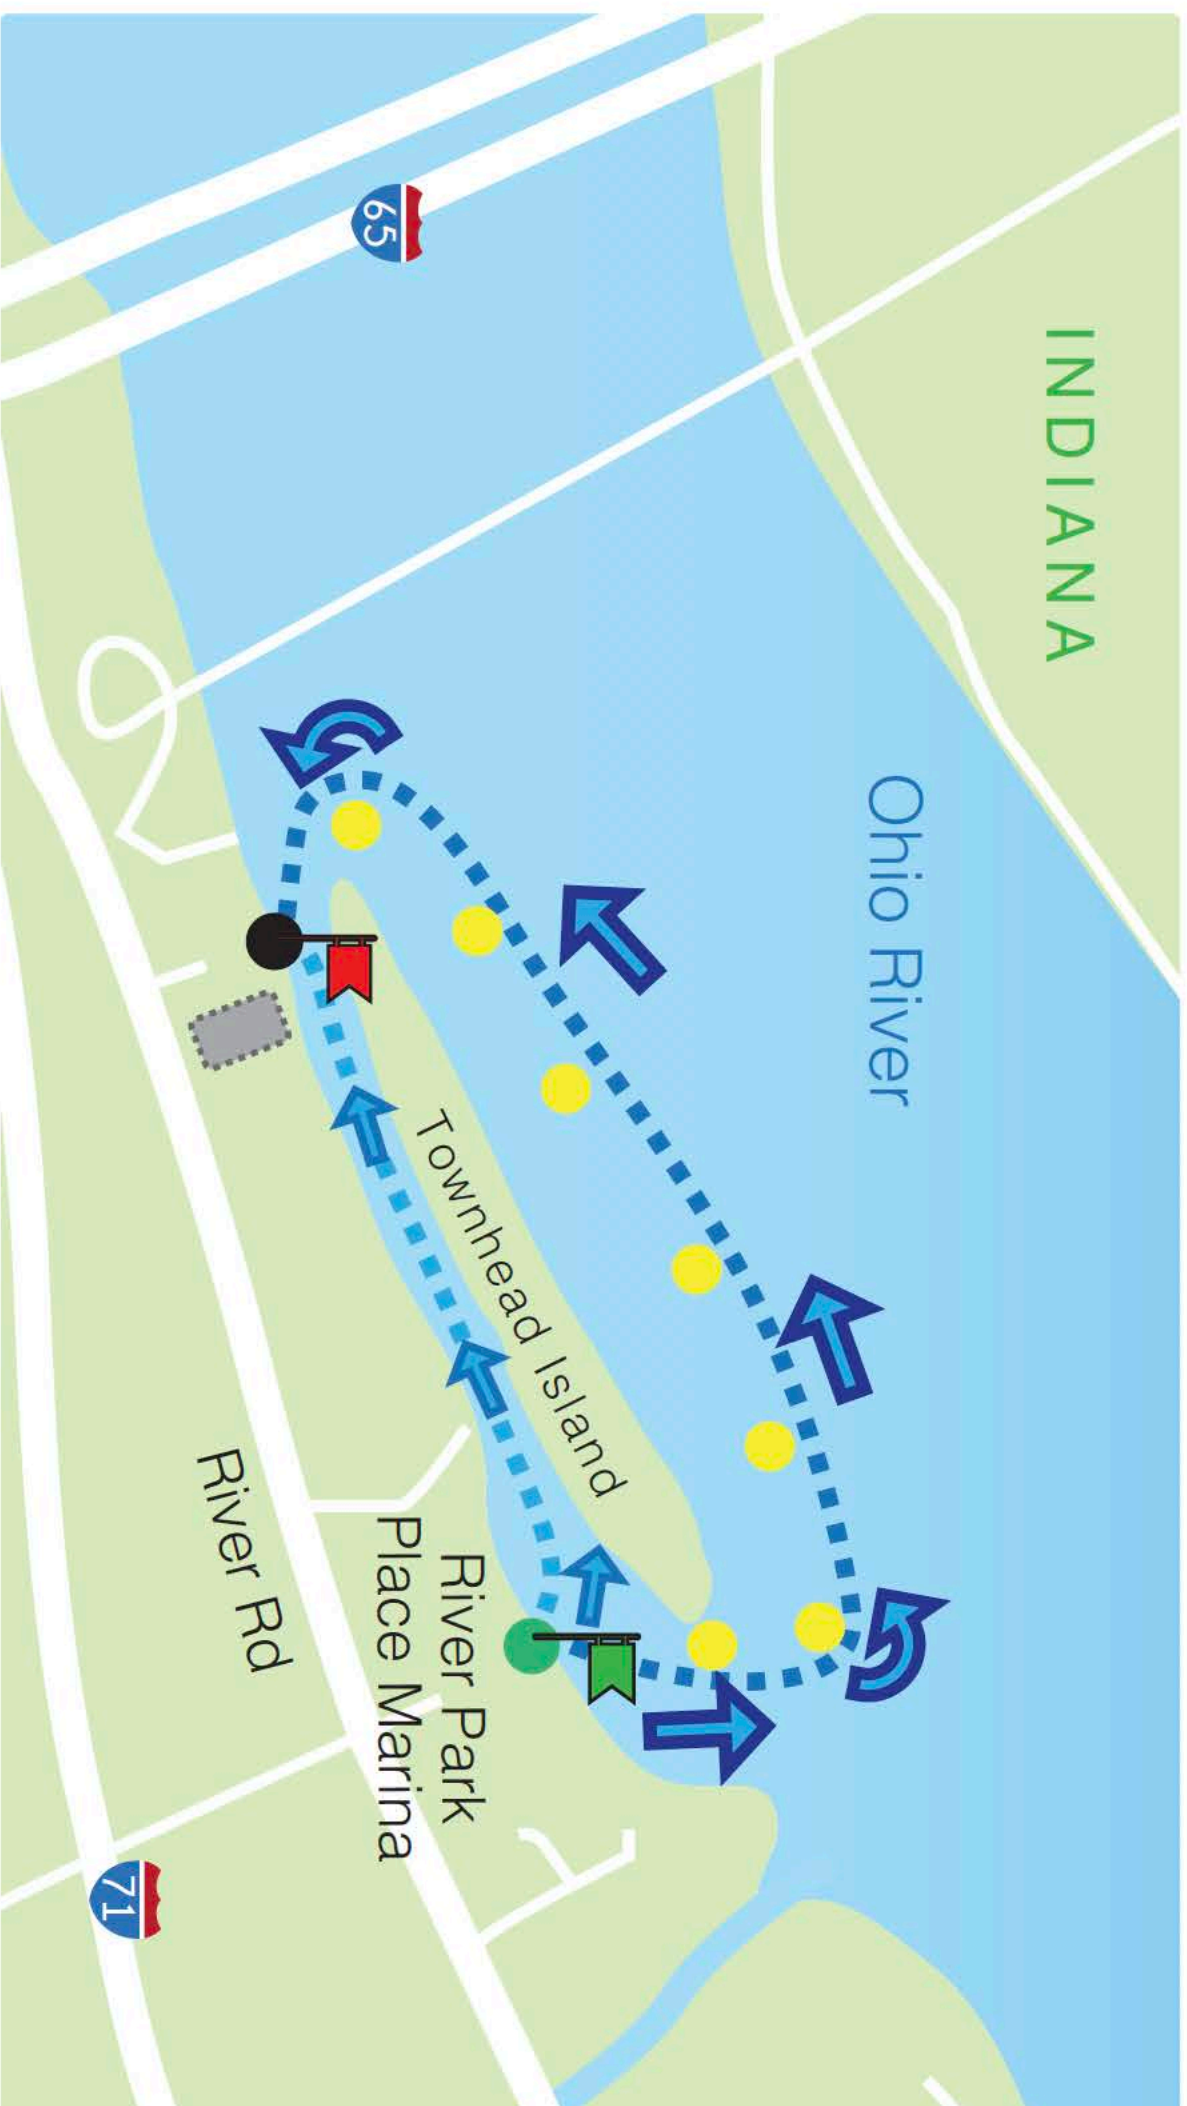 INDIANA
65
Ohio River
Townhead Island
River Park
Place Marina
River Rd
71